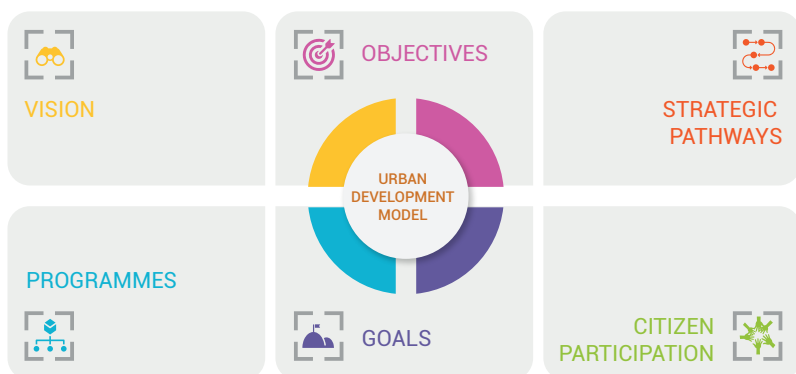 VISION
OBJECTIVES
STRATEGIC
PATHWAYS
URBAN
DEVELOPMENT
MODEL
PROGRAMMES
GOALS
CITIZEN
PARTICIPATION